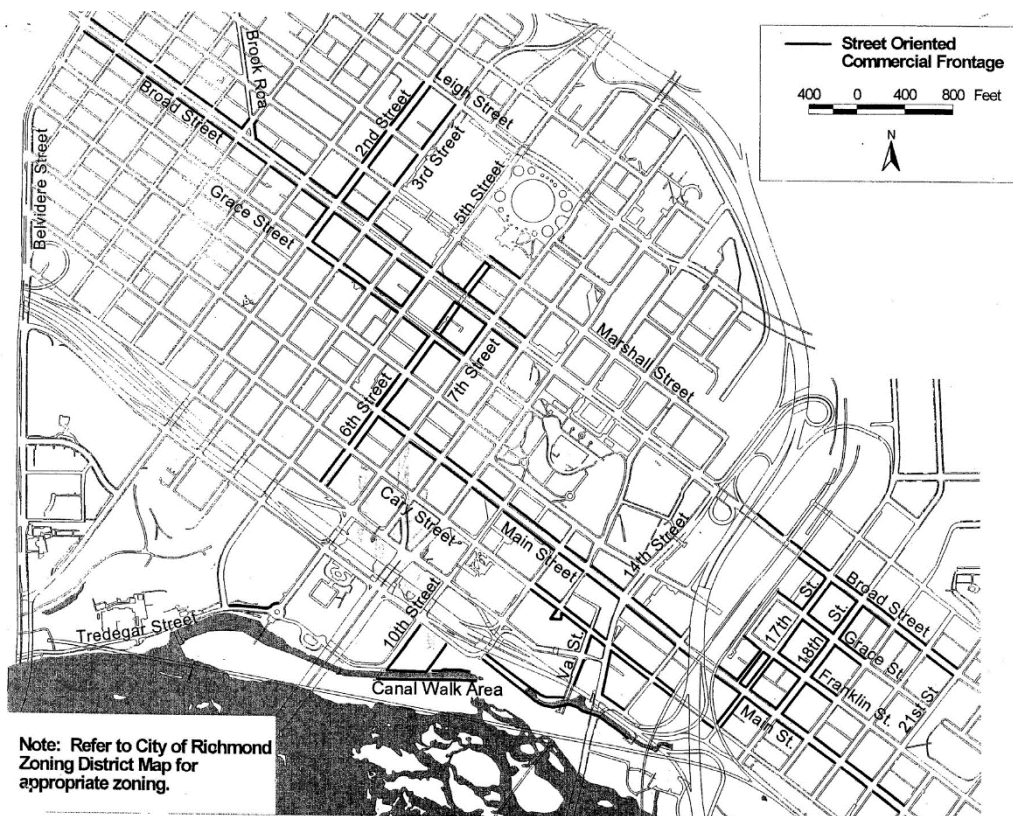 Street Oriented
Commercial Frontage
400 0 400 800 Feet
N
Brook Roa
Broad Street
2nd Street
Leigh Street
3rd Street
5th Street
Belvidere Street
Grace Street
Marshall Street
7th Street
6th Street
Cary Street
Main Street
14th Street
10th Street
Va St.
Tredegar Street
Canal Walk Area
17th St.
18th St.
Broad Street
Grace St.
Franklin St.
21st St
Main St.
Note: Refer to City of Richmond
Zoning District Map for
appropriate zoning.